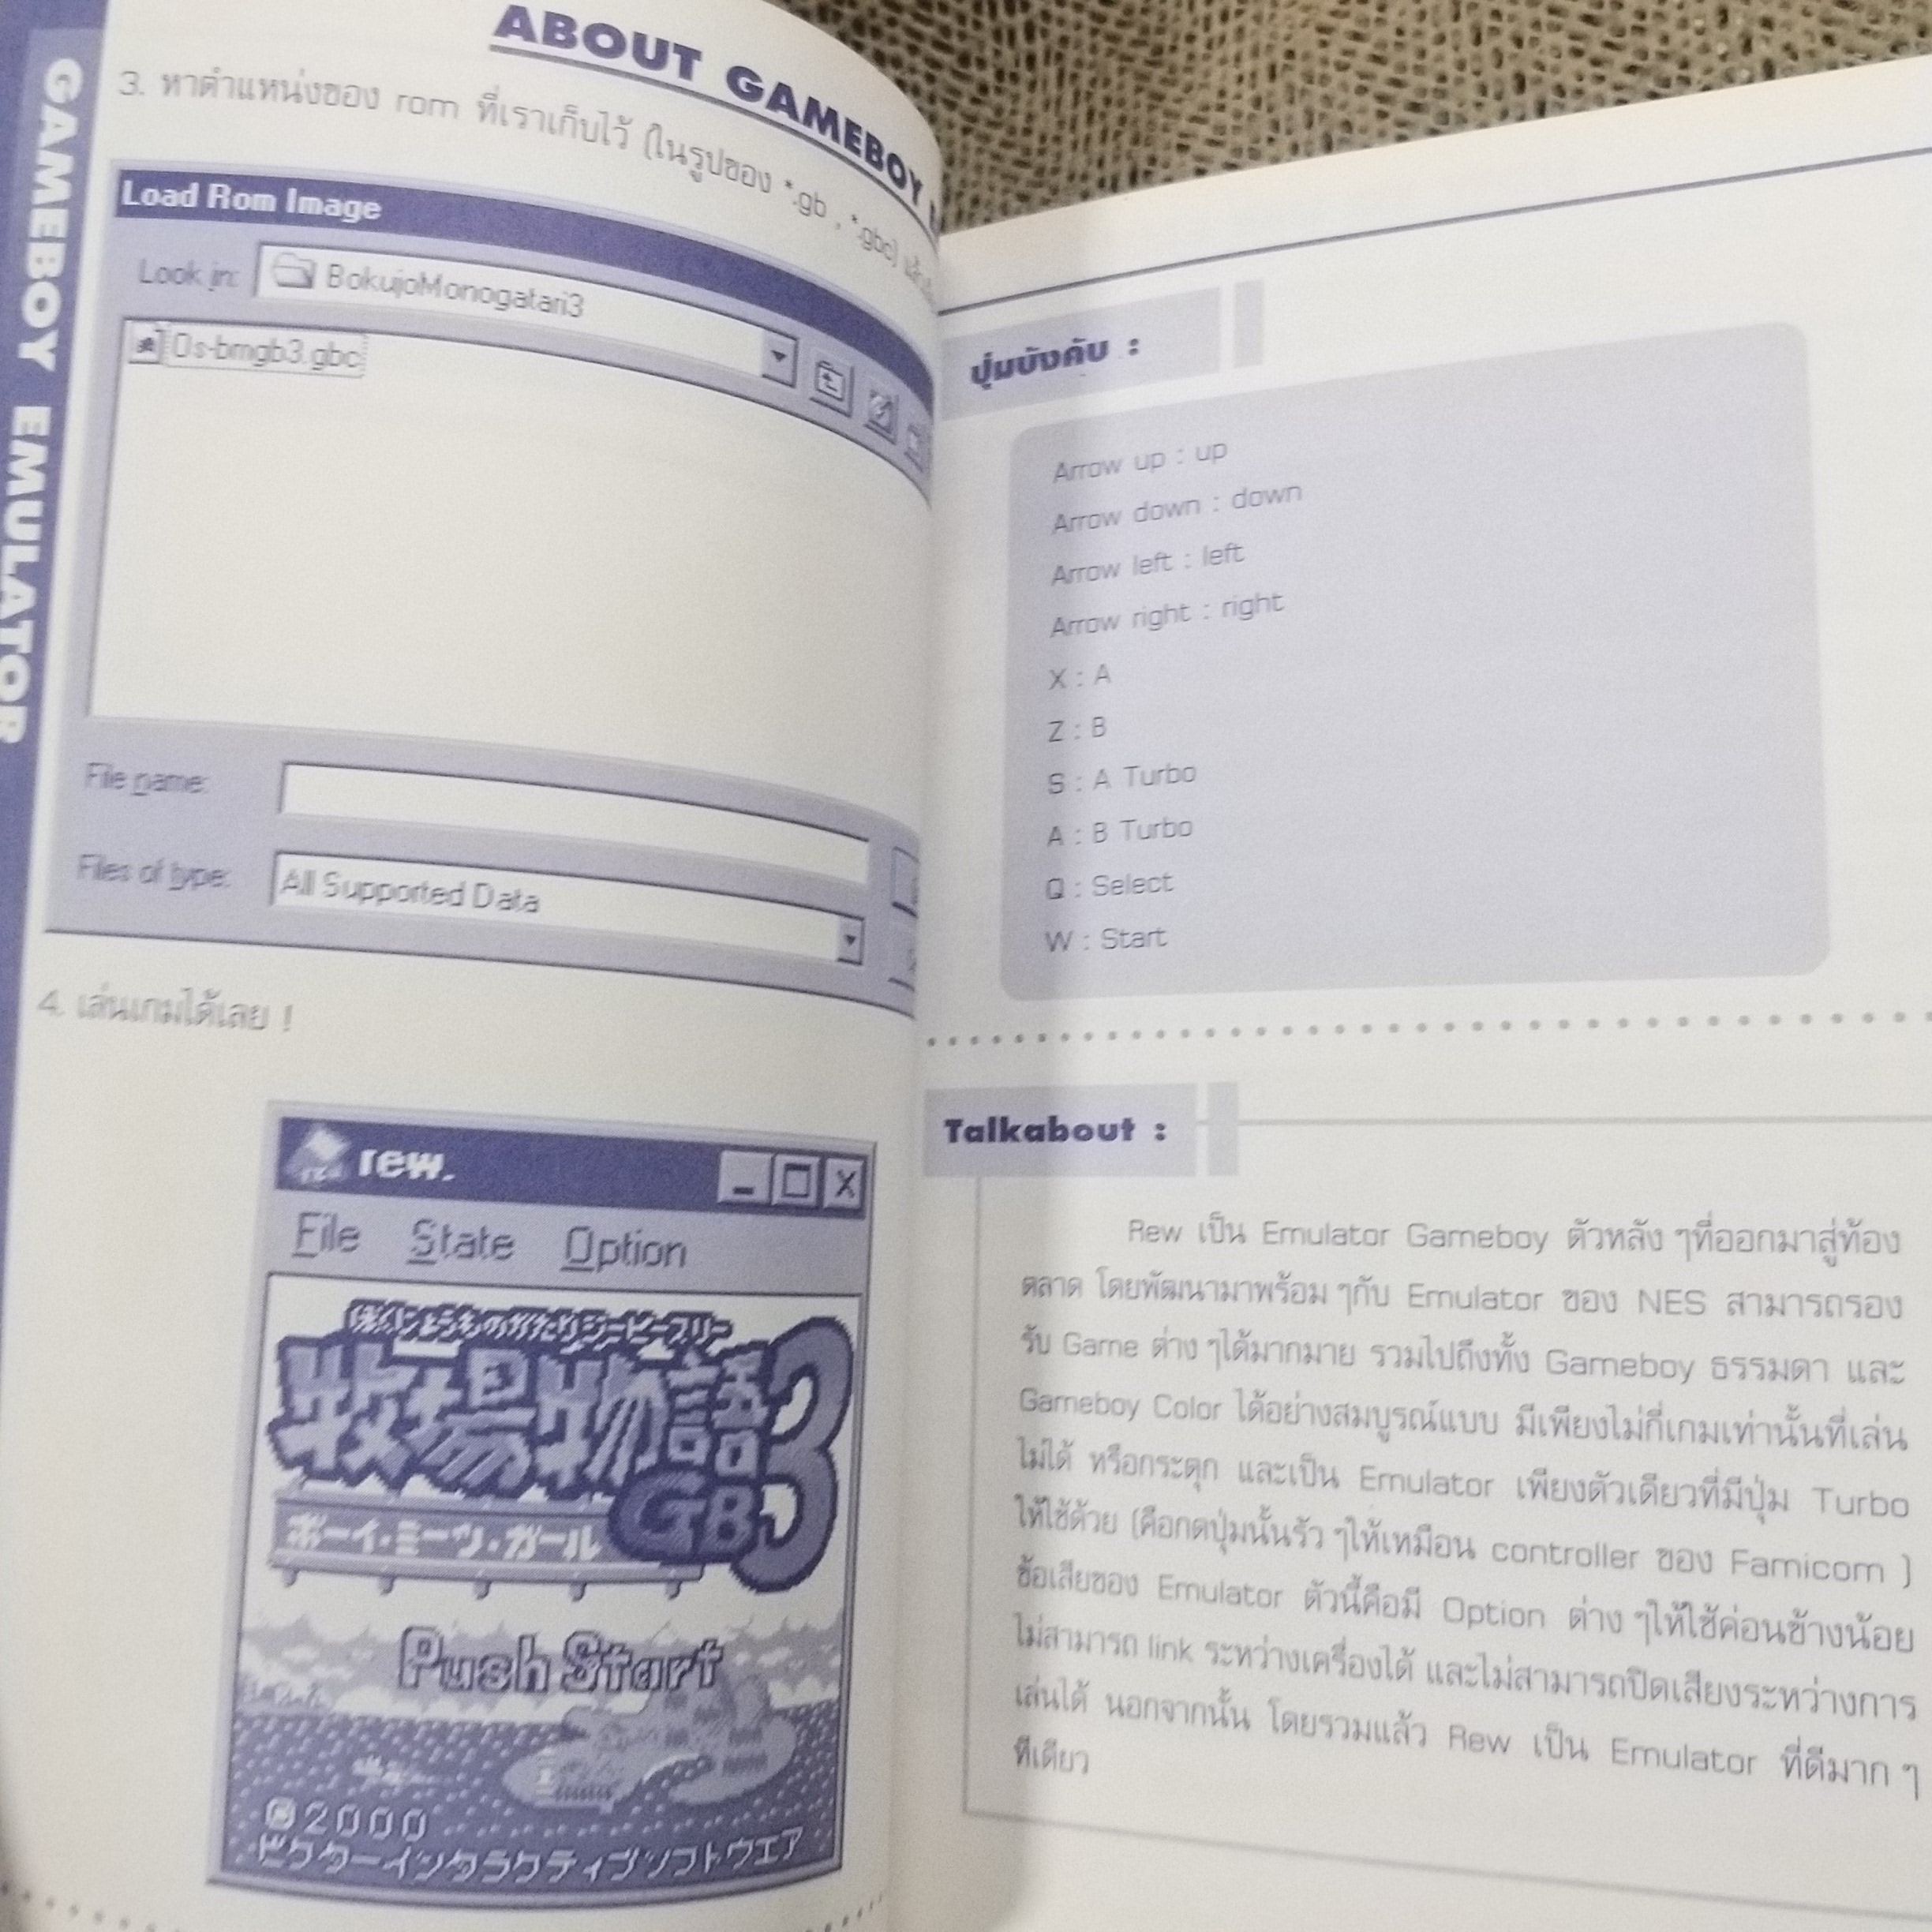 GAMEBOY EMULATOR
ABOUT GAMEBOY
3. หาตำแหน่งของ rom ที่เราเก็บไว้ (ในรูปของ *.gb , *.gbc)
Load Rom Image
Look in: BokujoMonogatari3
Os-bmgb3.gbc
File name:
Files of type: All Supported Data
4. เล่นเกมได้เลย !
rew.
File State Option
ぼくじょうものがたりジービースリー
牧場物語3
GB
ボーイ・ミーツ・ガール
Push Start
©2000
ビクターインタラクティブソフトウエア
ปุ่มบังคับ :
Arrow up : up
Arrow down : down
Arrow left : left
Arrow right : right
X : A
Z : B
S : A Turbo
A : B Turbo
Q : Select
W : Start
Talkabout :
Rew เป็น Emulator Gameboy ตัวหลัง ๆที่ออกมาสู่ท้อง
ตลาด โดยพัฒนามาพร้อม ๆกับ Emulator ของ NES สามารถรอง
รับ Game ต่าง ๆได้มากมาย รวมไปถึงทั้ง Gameboy ธรรมดา และ
Gameboy Color ได้อย่างสมบูรณ์แบบ มีเพียงไม่กี่เกมเท่านั้นที่เล่น
ไม่ได้ หรือกระตุก และเป็น Emulator เพียงตัวเดียวที่มีปุ่ม Turbo
ให้ใช้ด้วย (คือกดปุ่มนั้นรัว ๆให้เหมือน controller ของ Famicom )
ข้อเสียของ Emulator ตัวนี้คือมี Option ต่าง ๆให้ใช้ค่อนข้างน้อย
ไม่สามารถ link ระหว่างเครื่องได้ และไม่สามารถปิดเสียงระหว่างการ
เล่นได้ นอกจากนั้น โดยรวมแล้ว Rew เป็น Emulator ที่ดีมาก ๆ
ทีเดียว